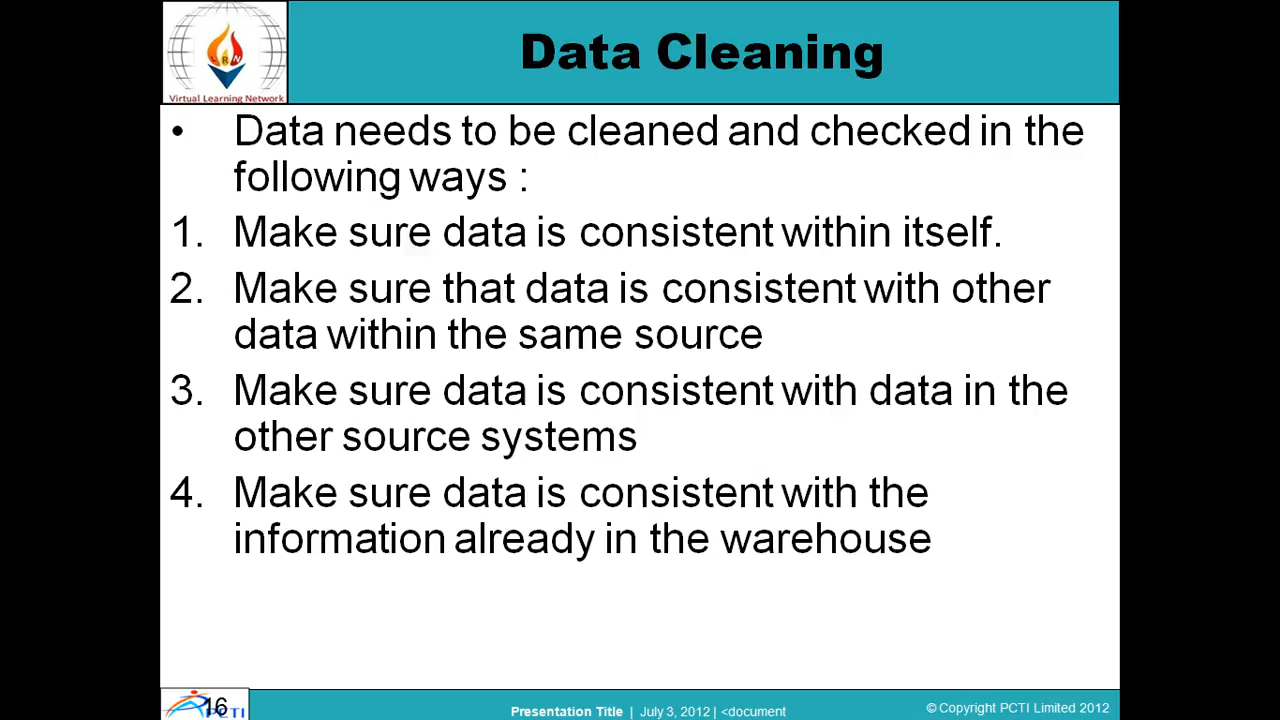 Data Cleaning
LRN
Virtual Learning Network
• Data needs to be cleaned and checked in the
following ways :
1. Make sure data is consistent within itself.
2. Make sure that data is consistent with other
data within the same source
3. Make sure data is consistent with data in the
other source systems
4. Make sure data is consistent with the
information already in the warehouse
16
PCTI
Presentation Title | July 3, 2012 | <document
© Copyright PCTI Limited 2012